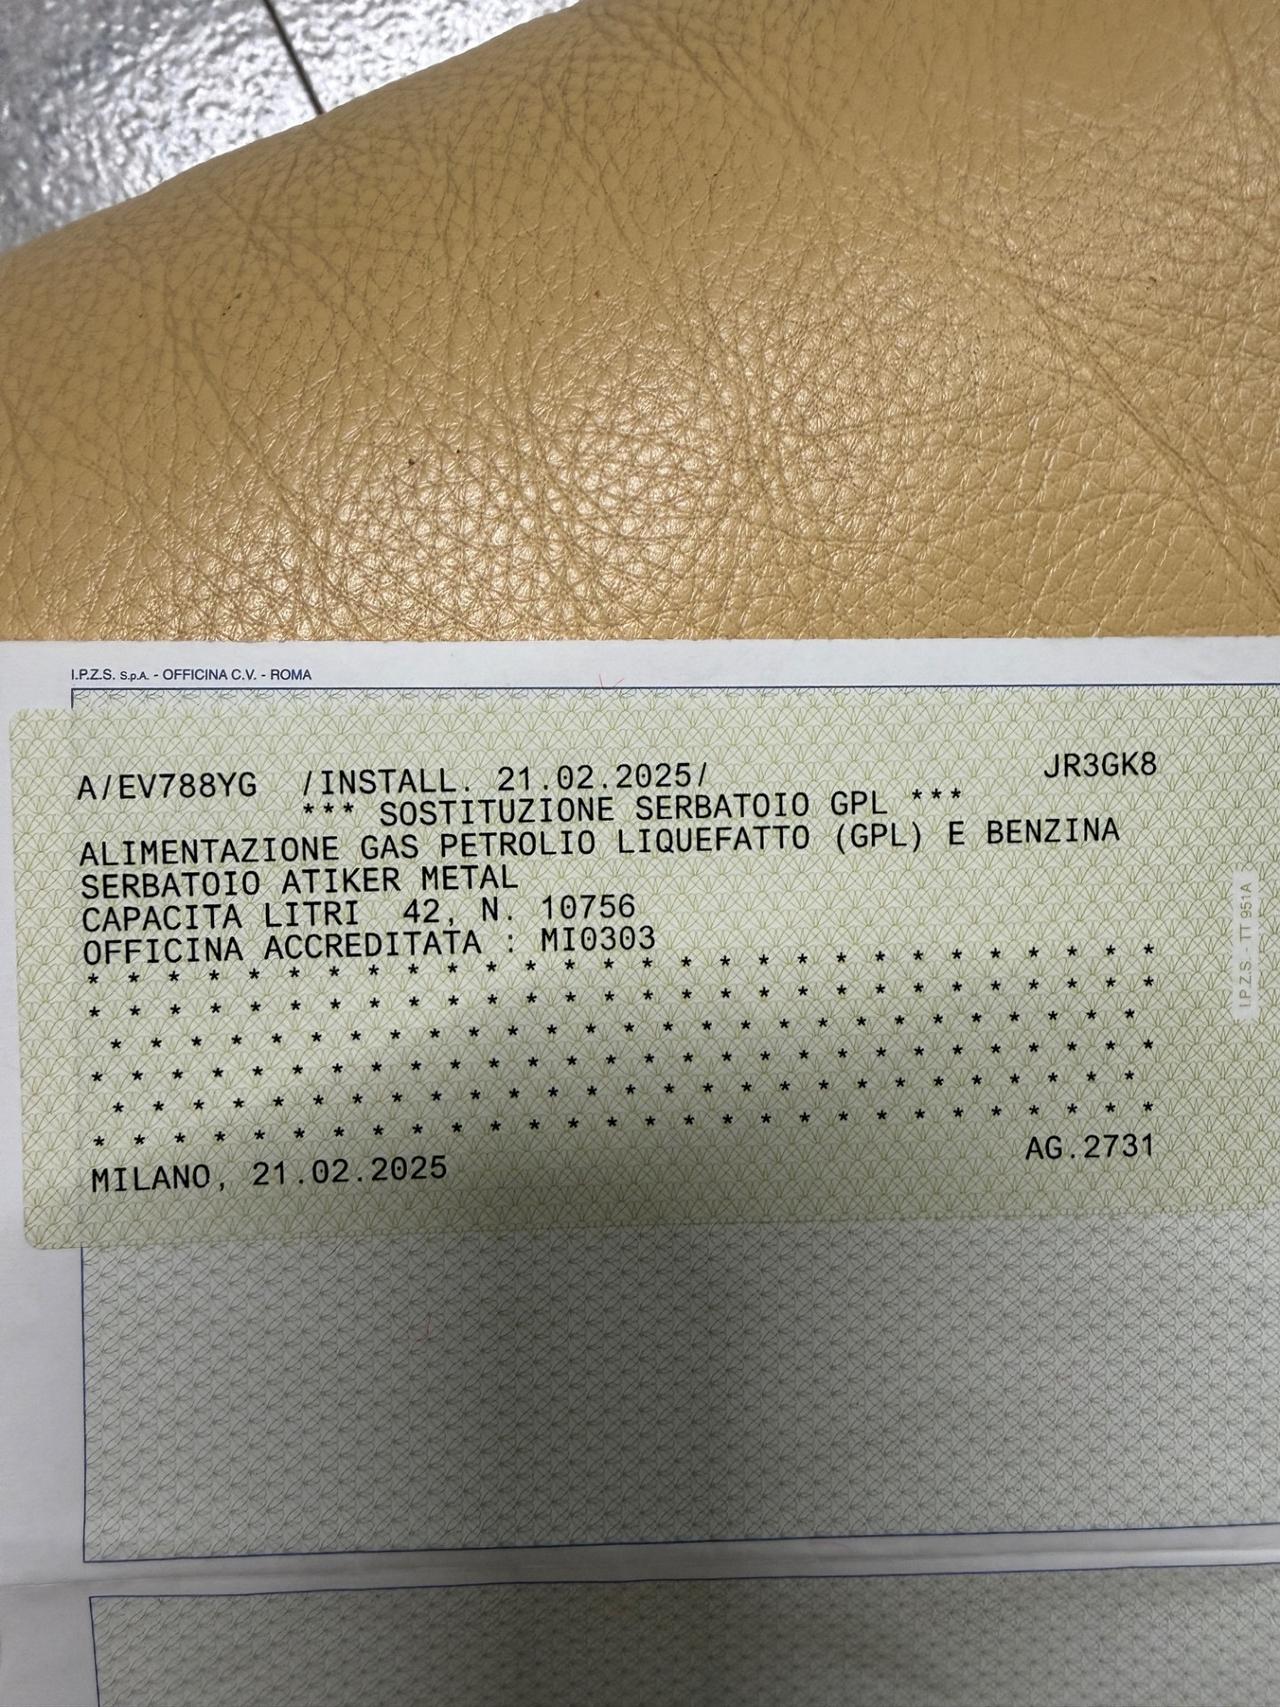 I.P.Z.S. S.p.A. - OFFICINA C.V. - ROMA
A/EV788YG /INSTALL. 21.02.2025/ JR3GK8
*** SOSTITUZIONE SERBATOIO GPL ***
ALIMENTAZIONE GAS PETROLIO LIQUEFATTO (GPL) E BENZINA
SERBATOIO ATIKER METAL
CAPACITA LITRI 42, N. 10756
OFFICINA ACCREDITATA : MI0303
* * * * * * * * * * * * * * * * * * * * * * * * * * * *
* * * * * * * * * * * * * * * * * * * * * * * * * * * *
* * * * * * * * * * * * * * * * * * * * * * * * * * *
* * * * * * * * * * * * * * * * * * * * * * * * * * * *
* * * * * * * * * * * * * * * * * * * * * * * * * * *
* * * * * * * * * * * * * * * * * * * * * * * * * * * *
MILANO, 21.02.2025 AG.2731
I.P.Z.S. - TT 951A